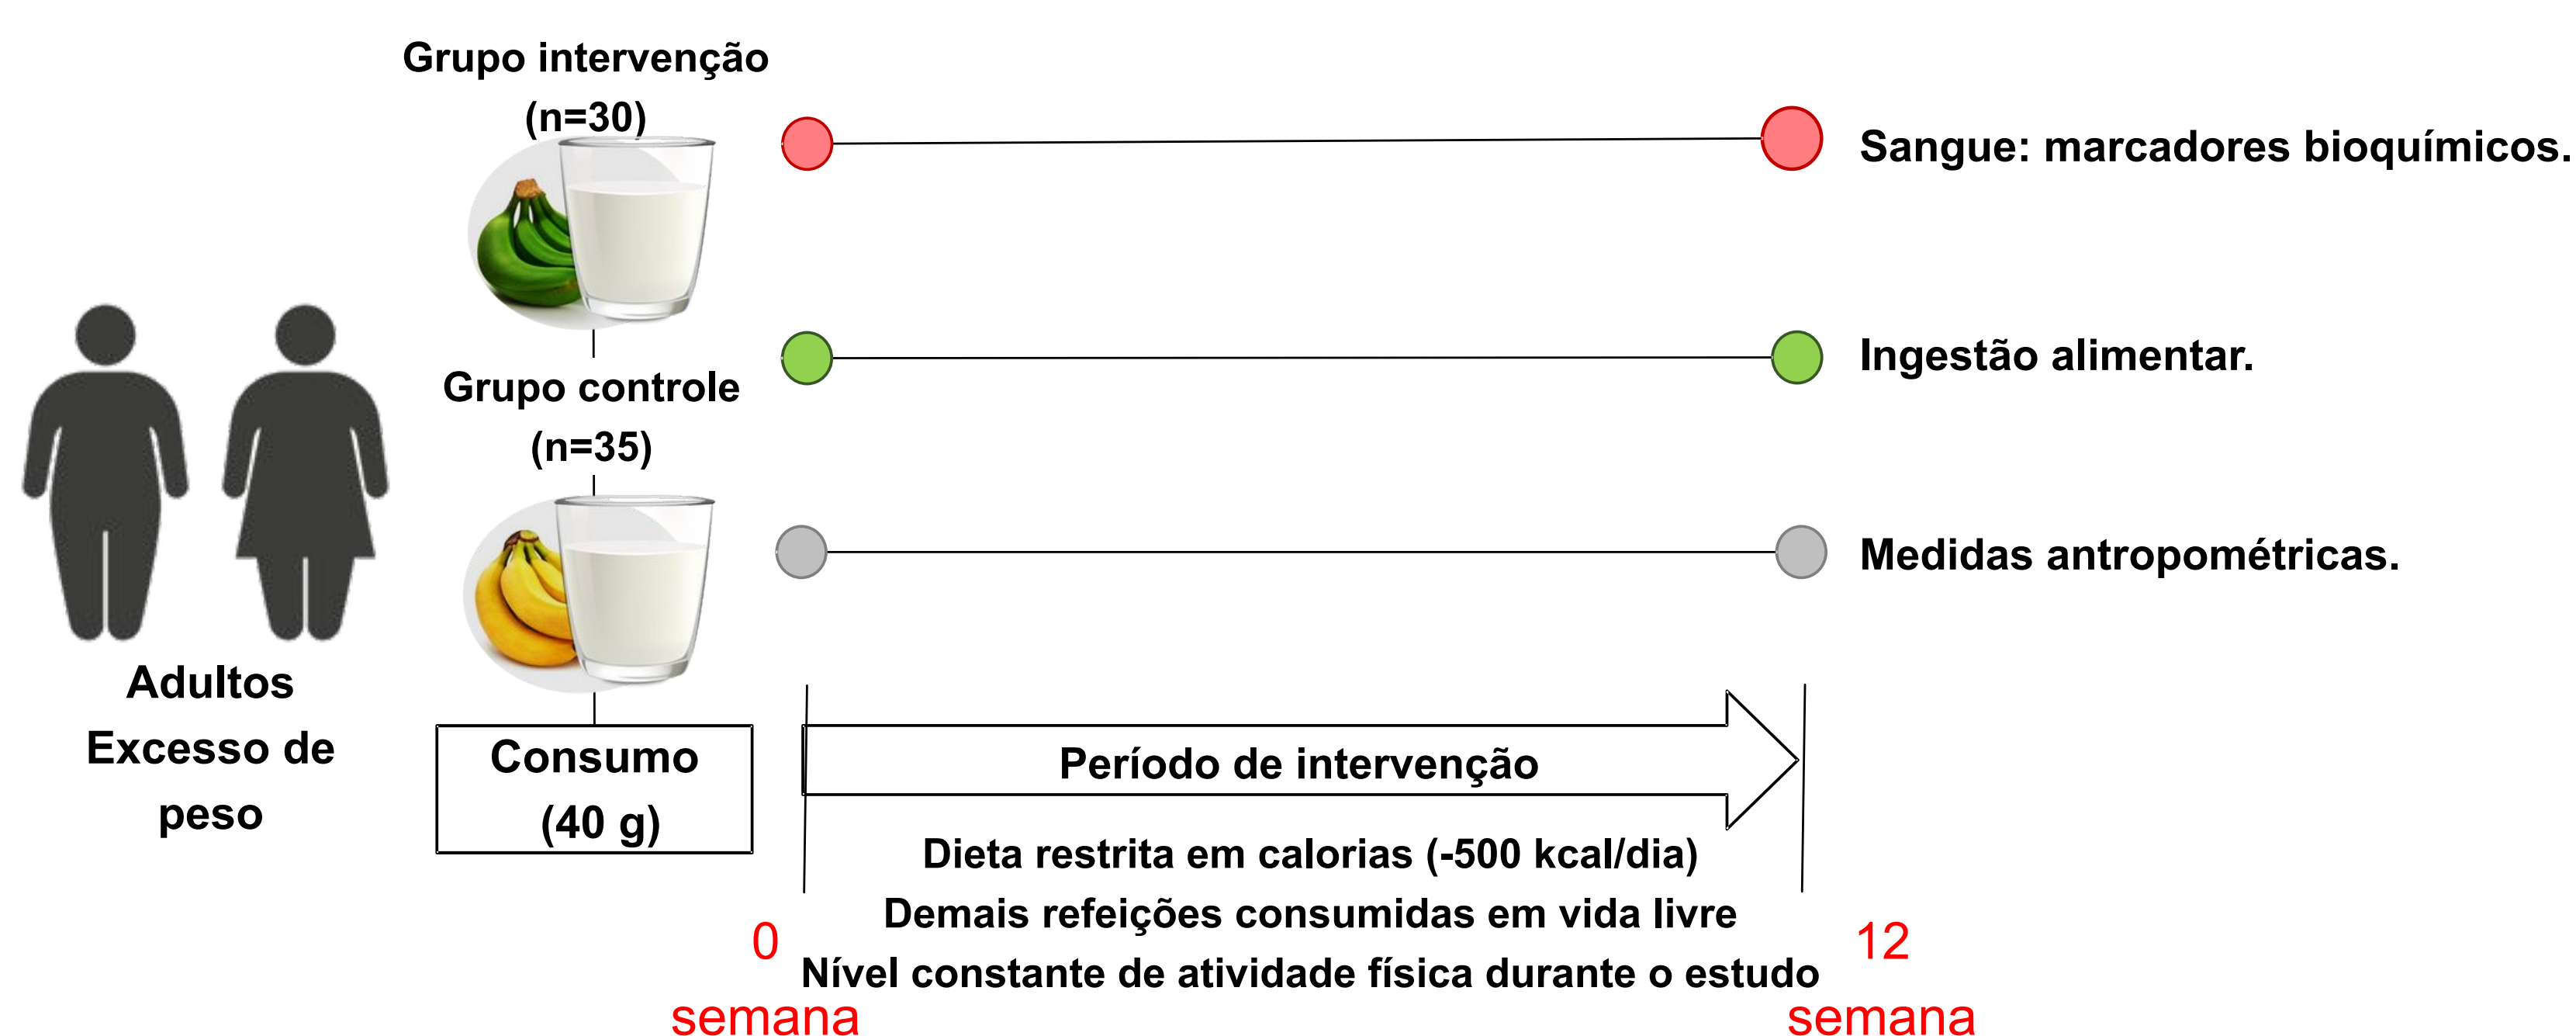 Grupo intervenção
(n=30)
Sangue: marcadores bioquímicos.
Grupo controle
(n=35)
Ingestão alimentar.
Medidas antropométricas.
Adultos
Excesso de
peso
Consumo
(40 g)
Período de intervenção
Dieta restrita em calorias (-500 kcal/dia)
Demais refeições consumidas em vida livre
Nível constante de atividade física durante o estudo
0
semana
12
semana